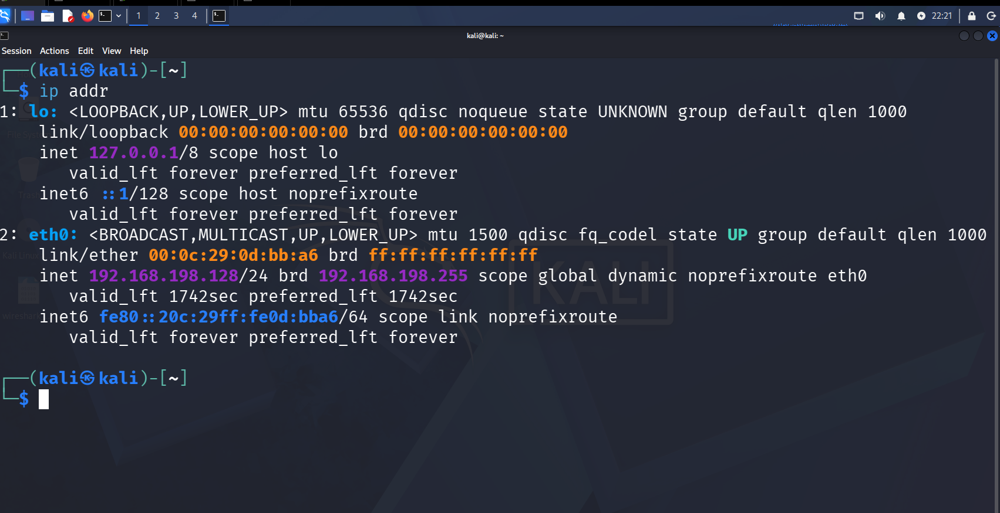 1 2 3 4 22:21
kali@kali: ~
Session Actions Edit View Help
┌──(kali㉿kali)-[~]
└─$ ip addr
1: lo: <LOOPBACK,UP,LOWER_UP> mtu 65536 qdisc noqueue state UNKNOWN group default qlen 1000
link/loopback 00:00:00:00:00:00 brd 00:00:00:00:00:00
inet 127.0.0.1/8 scope host lo
valid_lft forever preferred_lft forever
inet6 ::1/128 scope host noprefixroute
valid_lft forever preferred_lft forever
2: eth0: <BROADCAST,MULTICAST,UP,LOWER_UP> mtu 1500 qdisc fq_codel state UP group default qlen 1000
link/ether 00:0c:29:0d:bb:a6 brd ff:ff:ff:ff:ff:ff
inet 192.168.198.128/24 brd 192.168.198.255 scope global dynamic noprefixroute eth0
valid_lft 1742sec preferred_lft 1742sec
inet6 fe80::20c:29ff:fe0d:bba6/64 scope link noprefixroute
valid_lft forever preferred_lft forever
┌──(kali㉿kali)-[~]
└─$
File System
Trash
Kali Linux
wireshark
KALI